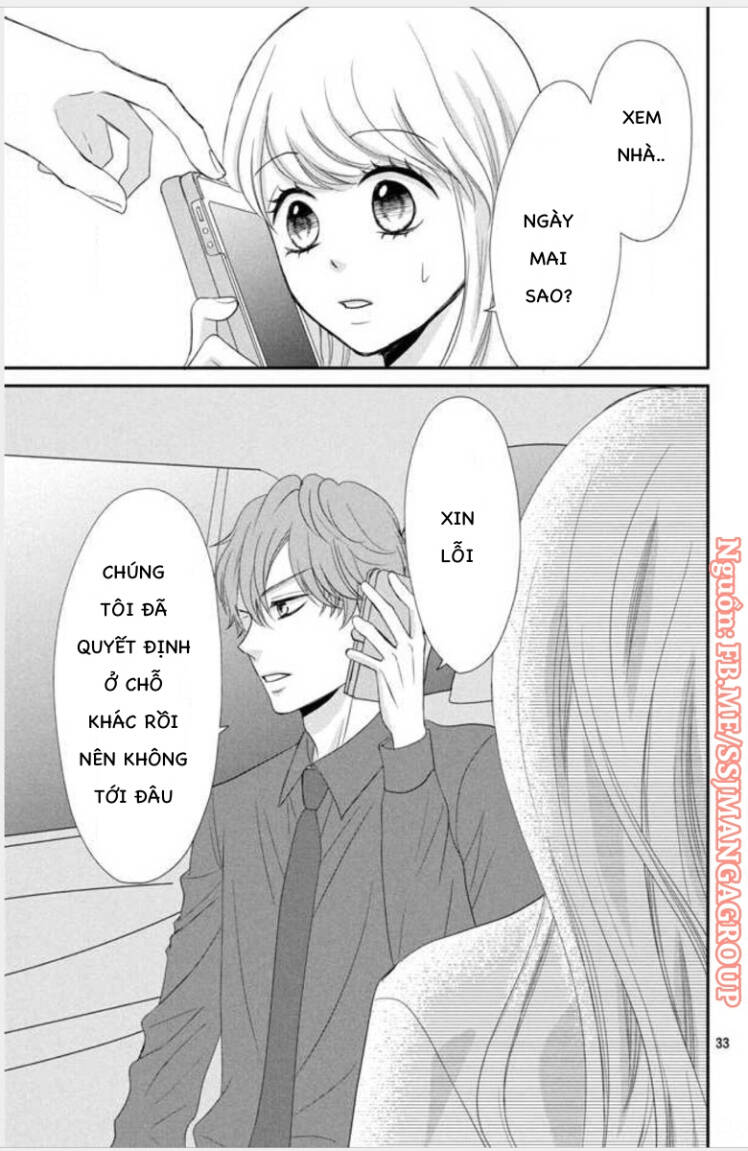 XEM
NHÀ..
NGÀY
MAI
SAO?
XIN
LỖI
CHÚNG
TÔI ĐÃ
QUYẾT ĐỊNH
Ở CHỖ
KHÁC RỒI
NÊN KHÔNG
TỚI ĐÂU
Nguồn: FB.ME/SSJMANGAGROUP
33